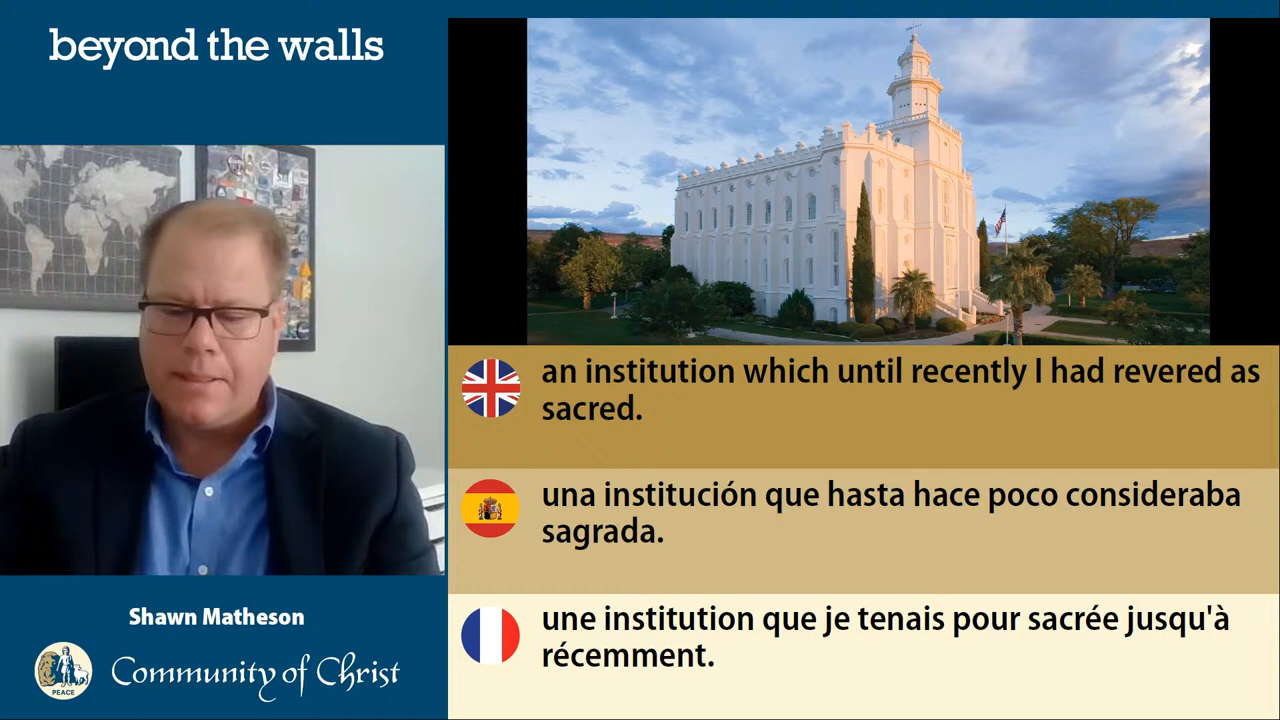 beyond the walls
an institution which until recently I had revered as
sacred.
una institución que hasta hace poco consideraba
sagrada.
une institution que je tenais pour sacrée jusqu'à
récemment.
Shawn Matheson
PEACE
Community of Christ